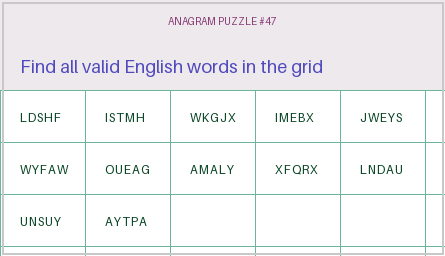 ANAGRAM PUZZLE #47
Find all valid English words in the grid
LDSHF ISTMH WKGJX IMEBX JWEYS
WYFAW OUEAG AMALY XFQRX LNDAU
UNSUY AYTPA